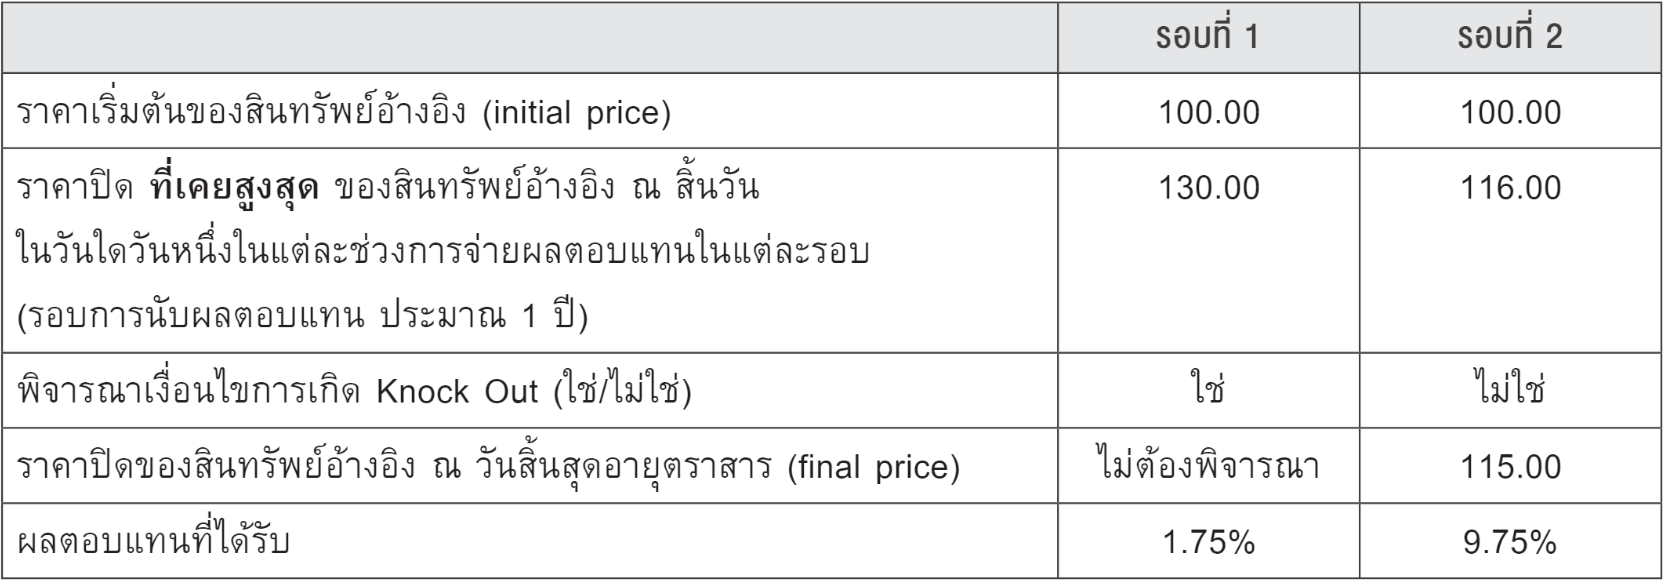 รอบที่ 1 รอบที่ 2
ราคาเริ่มต้นของสินทรัพย์อ้างอิง (initial price) 100.00 100.00
ราคาปิด ที่เคยสูงสุด ของสินทรัพย์อ้างอิง ณ สิ้นวัน 130.00 116.00
ในวันใดวันหนึ่งในแต่ละช่วงการจ่ายผลตอบแทนในแต่ละรอบ
(รอบการนับผลตอบแทน ประมาณ 1 ปี)
พิจารณาเงื่อนไขการเกิด Knock Out (ใช่/ไม่ใช่) ใช่ ไม่ใช่
ราคาปิดของสินทรัพย์อ้างอิง ณ วันสิ้นสุดอายุตราสาร (final price) ไม่ต้องพิจารณา 115.00
ผลตอบแทนที่ได้รับ 1.75% 9.75%